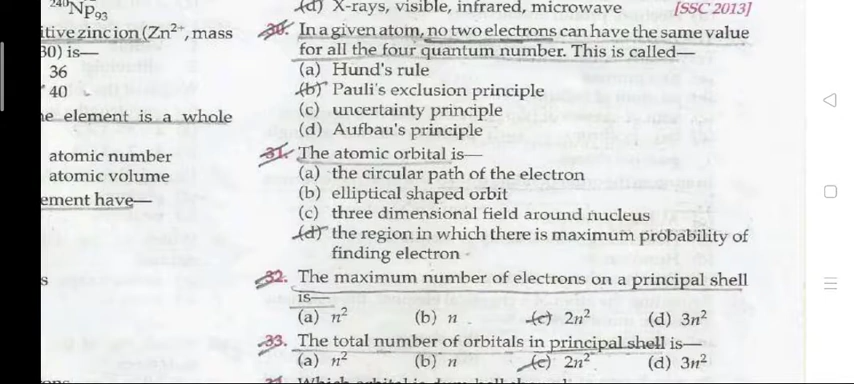 ²⁴⁰Np₉₃
itive zinc ion (Zn²⁺, mass
30) is—
36
40
e element is a whole
atomic number
atomic volume
ement have—
s
(d) X-rays, visible, infrared, microwave
[SSC 2013]
30. In a given atom, no two electrons can have the same value
for all the four quantum number. This is called—
(a) Hund's rule
(b) Pauli's exclusion principle
(c) uncertainty principle
(d) Aufbau's principle
31. The atomic orbital is—
(a) the circular path of the electron
(b) elliptical shaped orbit
(c) three dimensional field around nucleus
(d) the region in which there is maximum probability of
finding electron
32. The maximum number of electrons on a principal shell
is—
(a) n² (b) n (c) 2n² (d) 3n²
33. The total number of orbitals in principal shell is—
(a) n² (b) n (c) 2n² (d) 3n²